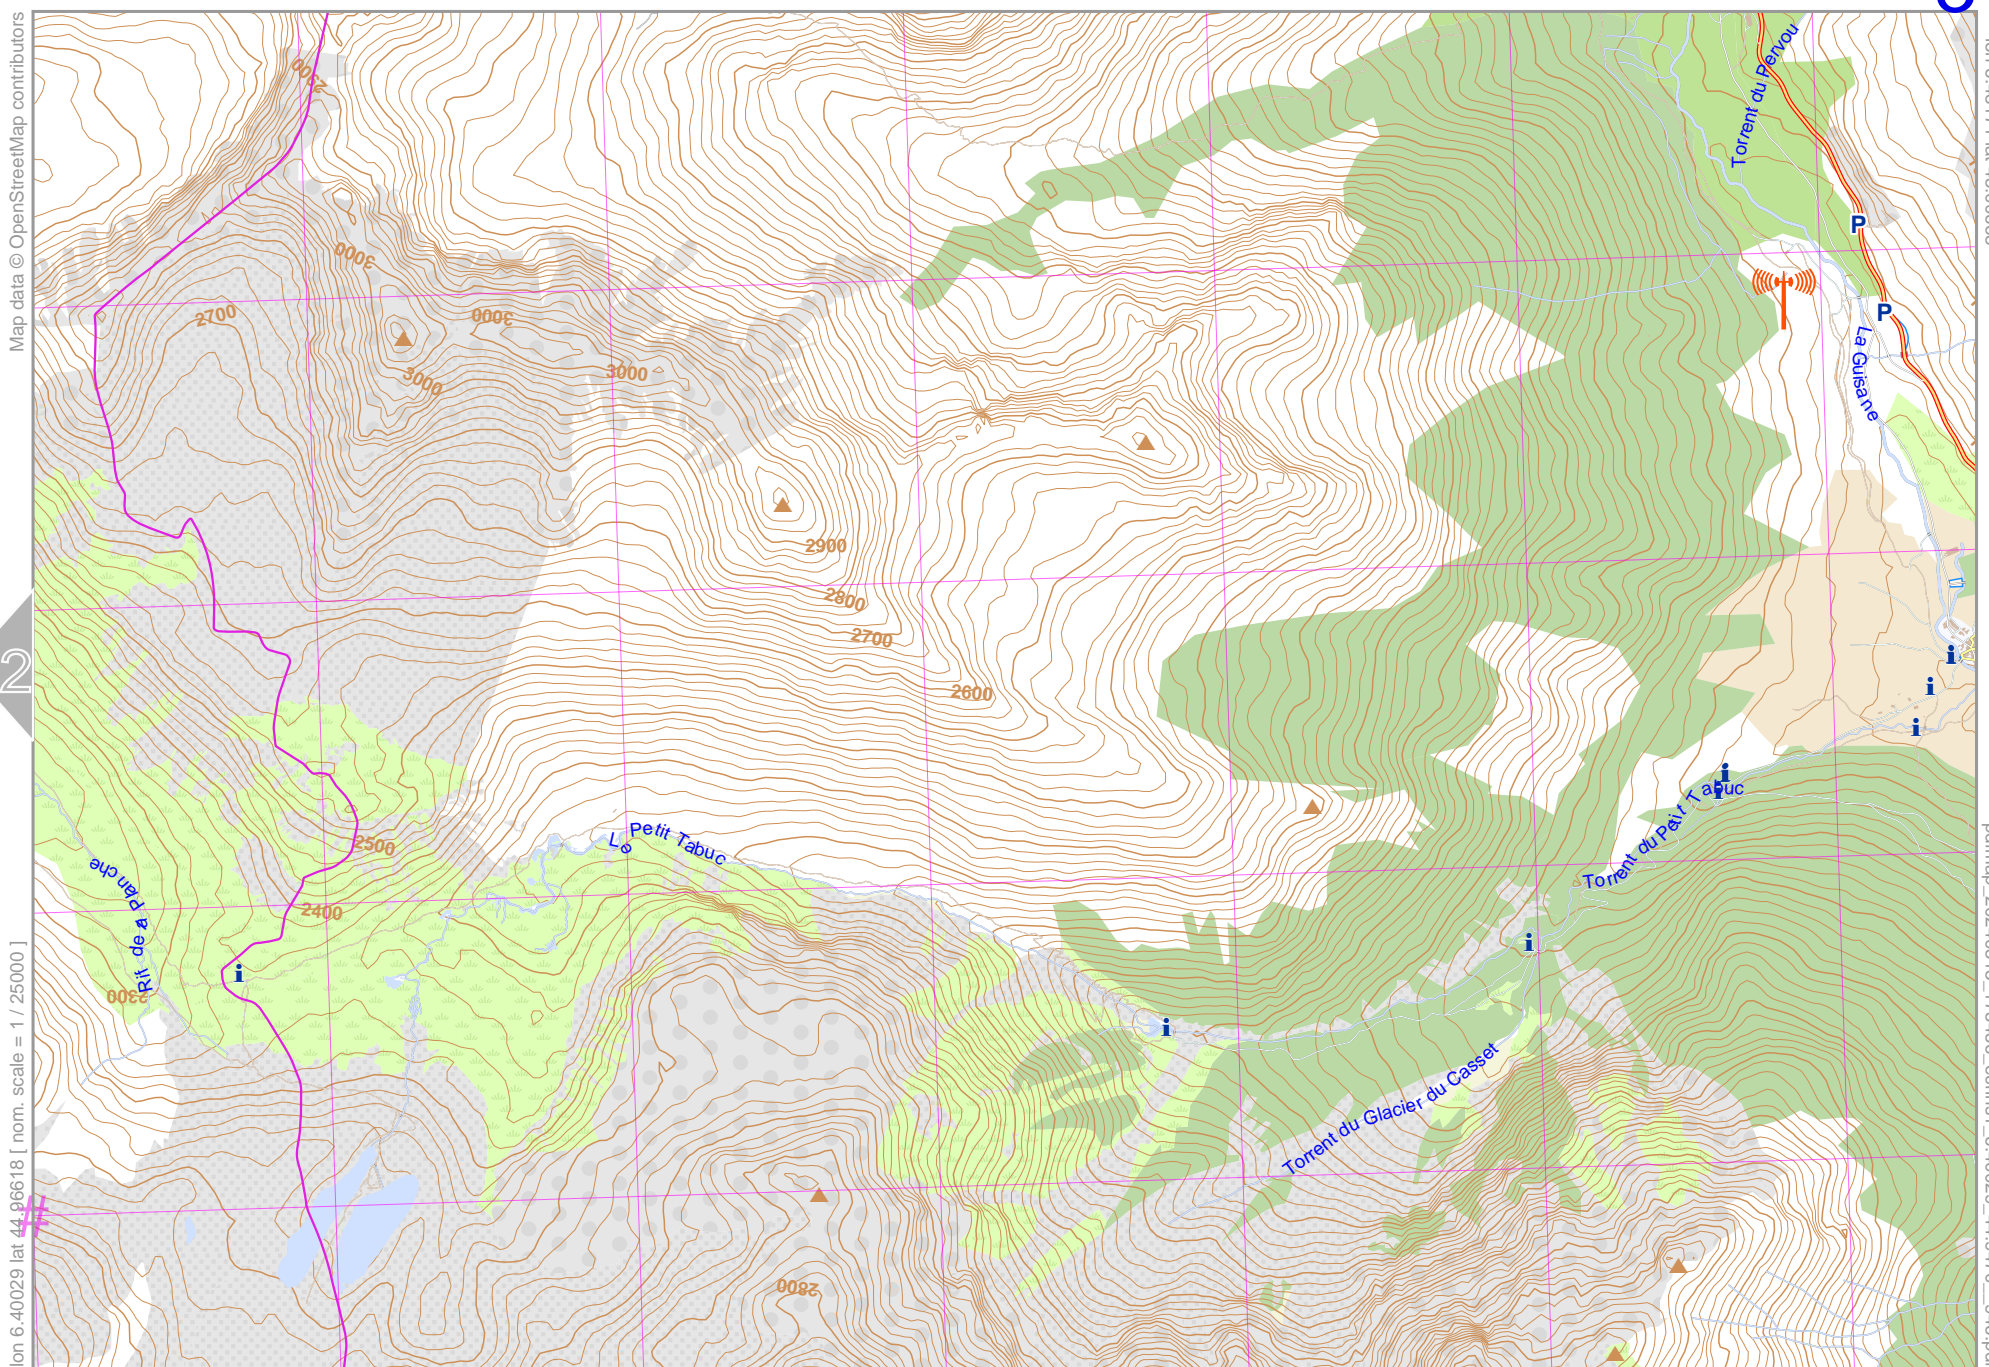 Map data © OpenStreetMap contributors
2900
Torrent du Pervou
P
3000
2700
3000
P
La Guisane
3000
3000
2900
2800
2700
2
i
i
2600
i
i
i
Torrent du Petit Tabuc
Le Petit Tabuc
2500
2400
Rif de la Planche
i
i
2300
i
Torrent du Glacier du Casset
#
2800
lon 6.40029 lat 44.96618 [ nom. scale = 1 / 25000 ]